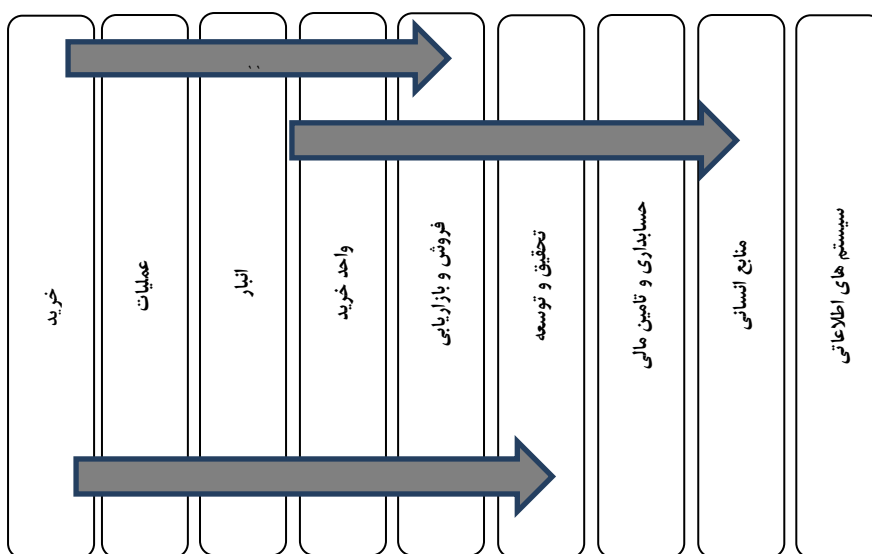 خرید
عملیات
انبار
واحد خرید
فروش و بازاریابی
تحقیق و توسعه
حسابداری و تامین مالی
منابع انسانی
سیستم های اطلاعاتی